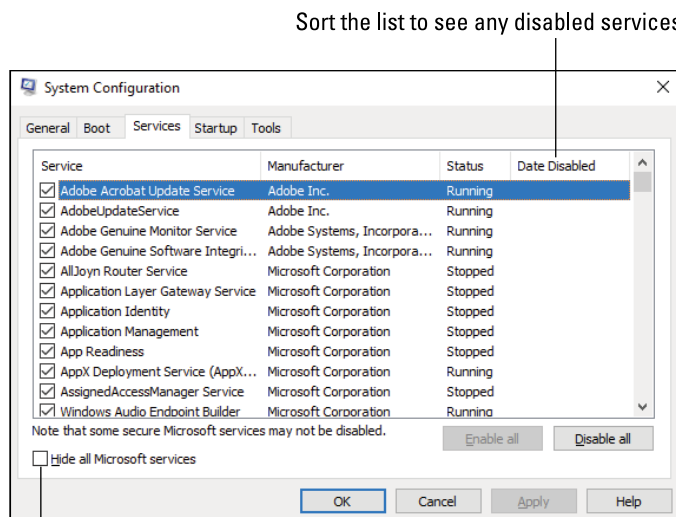 Sort the list to see any disabled services
System Configuration
General Boot Services Startup Tools
Service Manufacturer Status Date Disabled
Adobe Acrobat Update Service Adobe Inc. Running
AdobeUpdateService Adobe Inc. Running
Adobe Genuine Monitor Service Adobe Systems, Incorpora... Running
Adobe Genuine Software Integri... Adobe Systems, Incorpora... Running
AllJoyn Router Service Microsoft Corporation Stopped
Application Layer Gateway Service Microsoft Corporation Stopped
Application Identity Microsoft Corporation Stopped
Application Management Microsoft Corporation Stopped
App Readiness Microsoft Corporation Stopped
AppX Deployment Service (AppX... Microsoft Corporation Running
AssignedAccessManager Service Microsoft Corporation Stopped
Windows Audio Endpoint Builder Microsoft Corporation Running
Note that some secure Microsoft services may not be disabled.
Enable all Disable all
Hide all Microsoft services
OK Cancel Apply Help